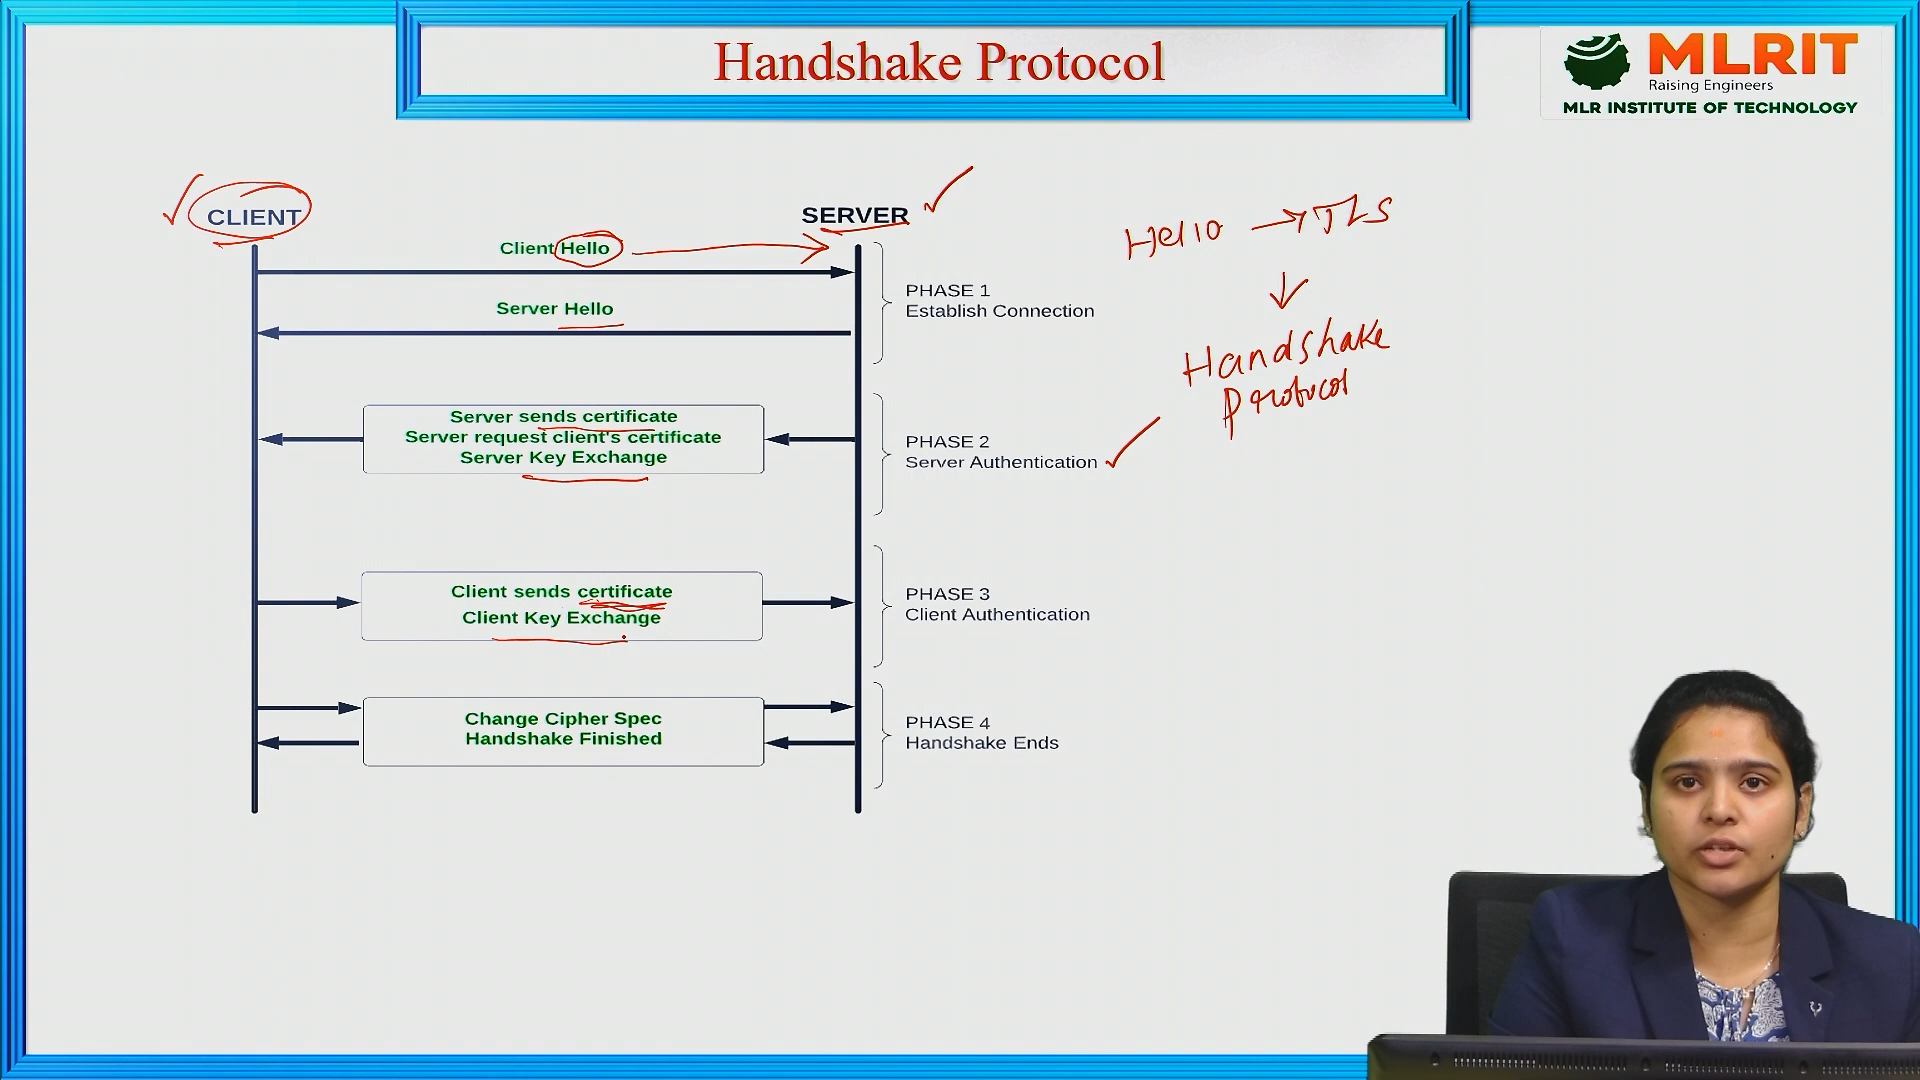 Handshake Protocol
MLRIT
Raising Engineers
MLR INSTITUTE OF TECHNOLOGY
CLIENT
SERVER
Client Hello
Server Hello
PHASE 1
Establish Connection
Hello → TLS
↓
Handshake
Protocol
Server sends certificate
Server request client's certificate
Server Key Exchange
PHASE 2
Server Authentication
Client sends certificate
Client Key Exchange
PHASE 3
Client Authentication
Change Cipher Spec
Handshake Finished
PHASE 4
Handshake Ends